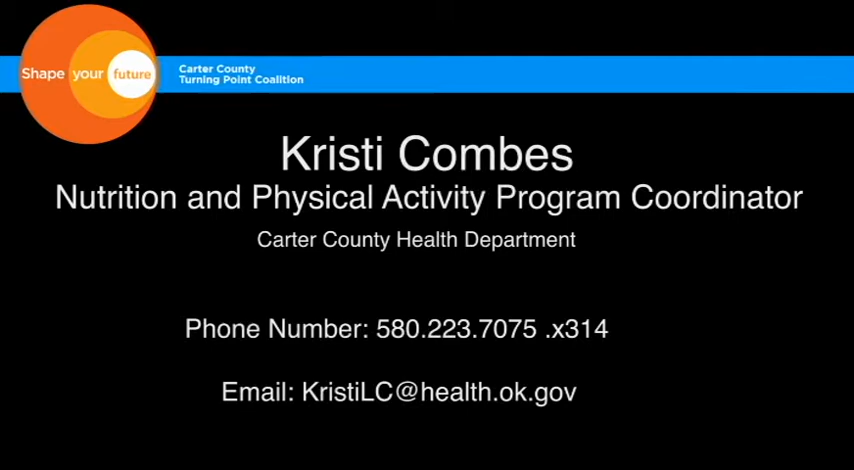 Shape your future
Carter County
Turning Point Coalition
Kristi Combes
Nutrition and Physical Activity Program Coordinator
Carter County Health Department
Phone Number: 580.223.7075 .x314
Email: KristiLC@health.ok.gov